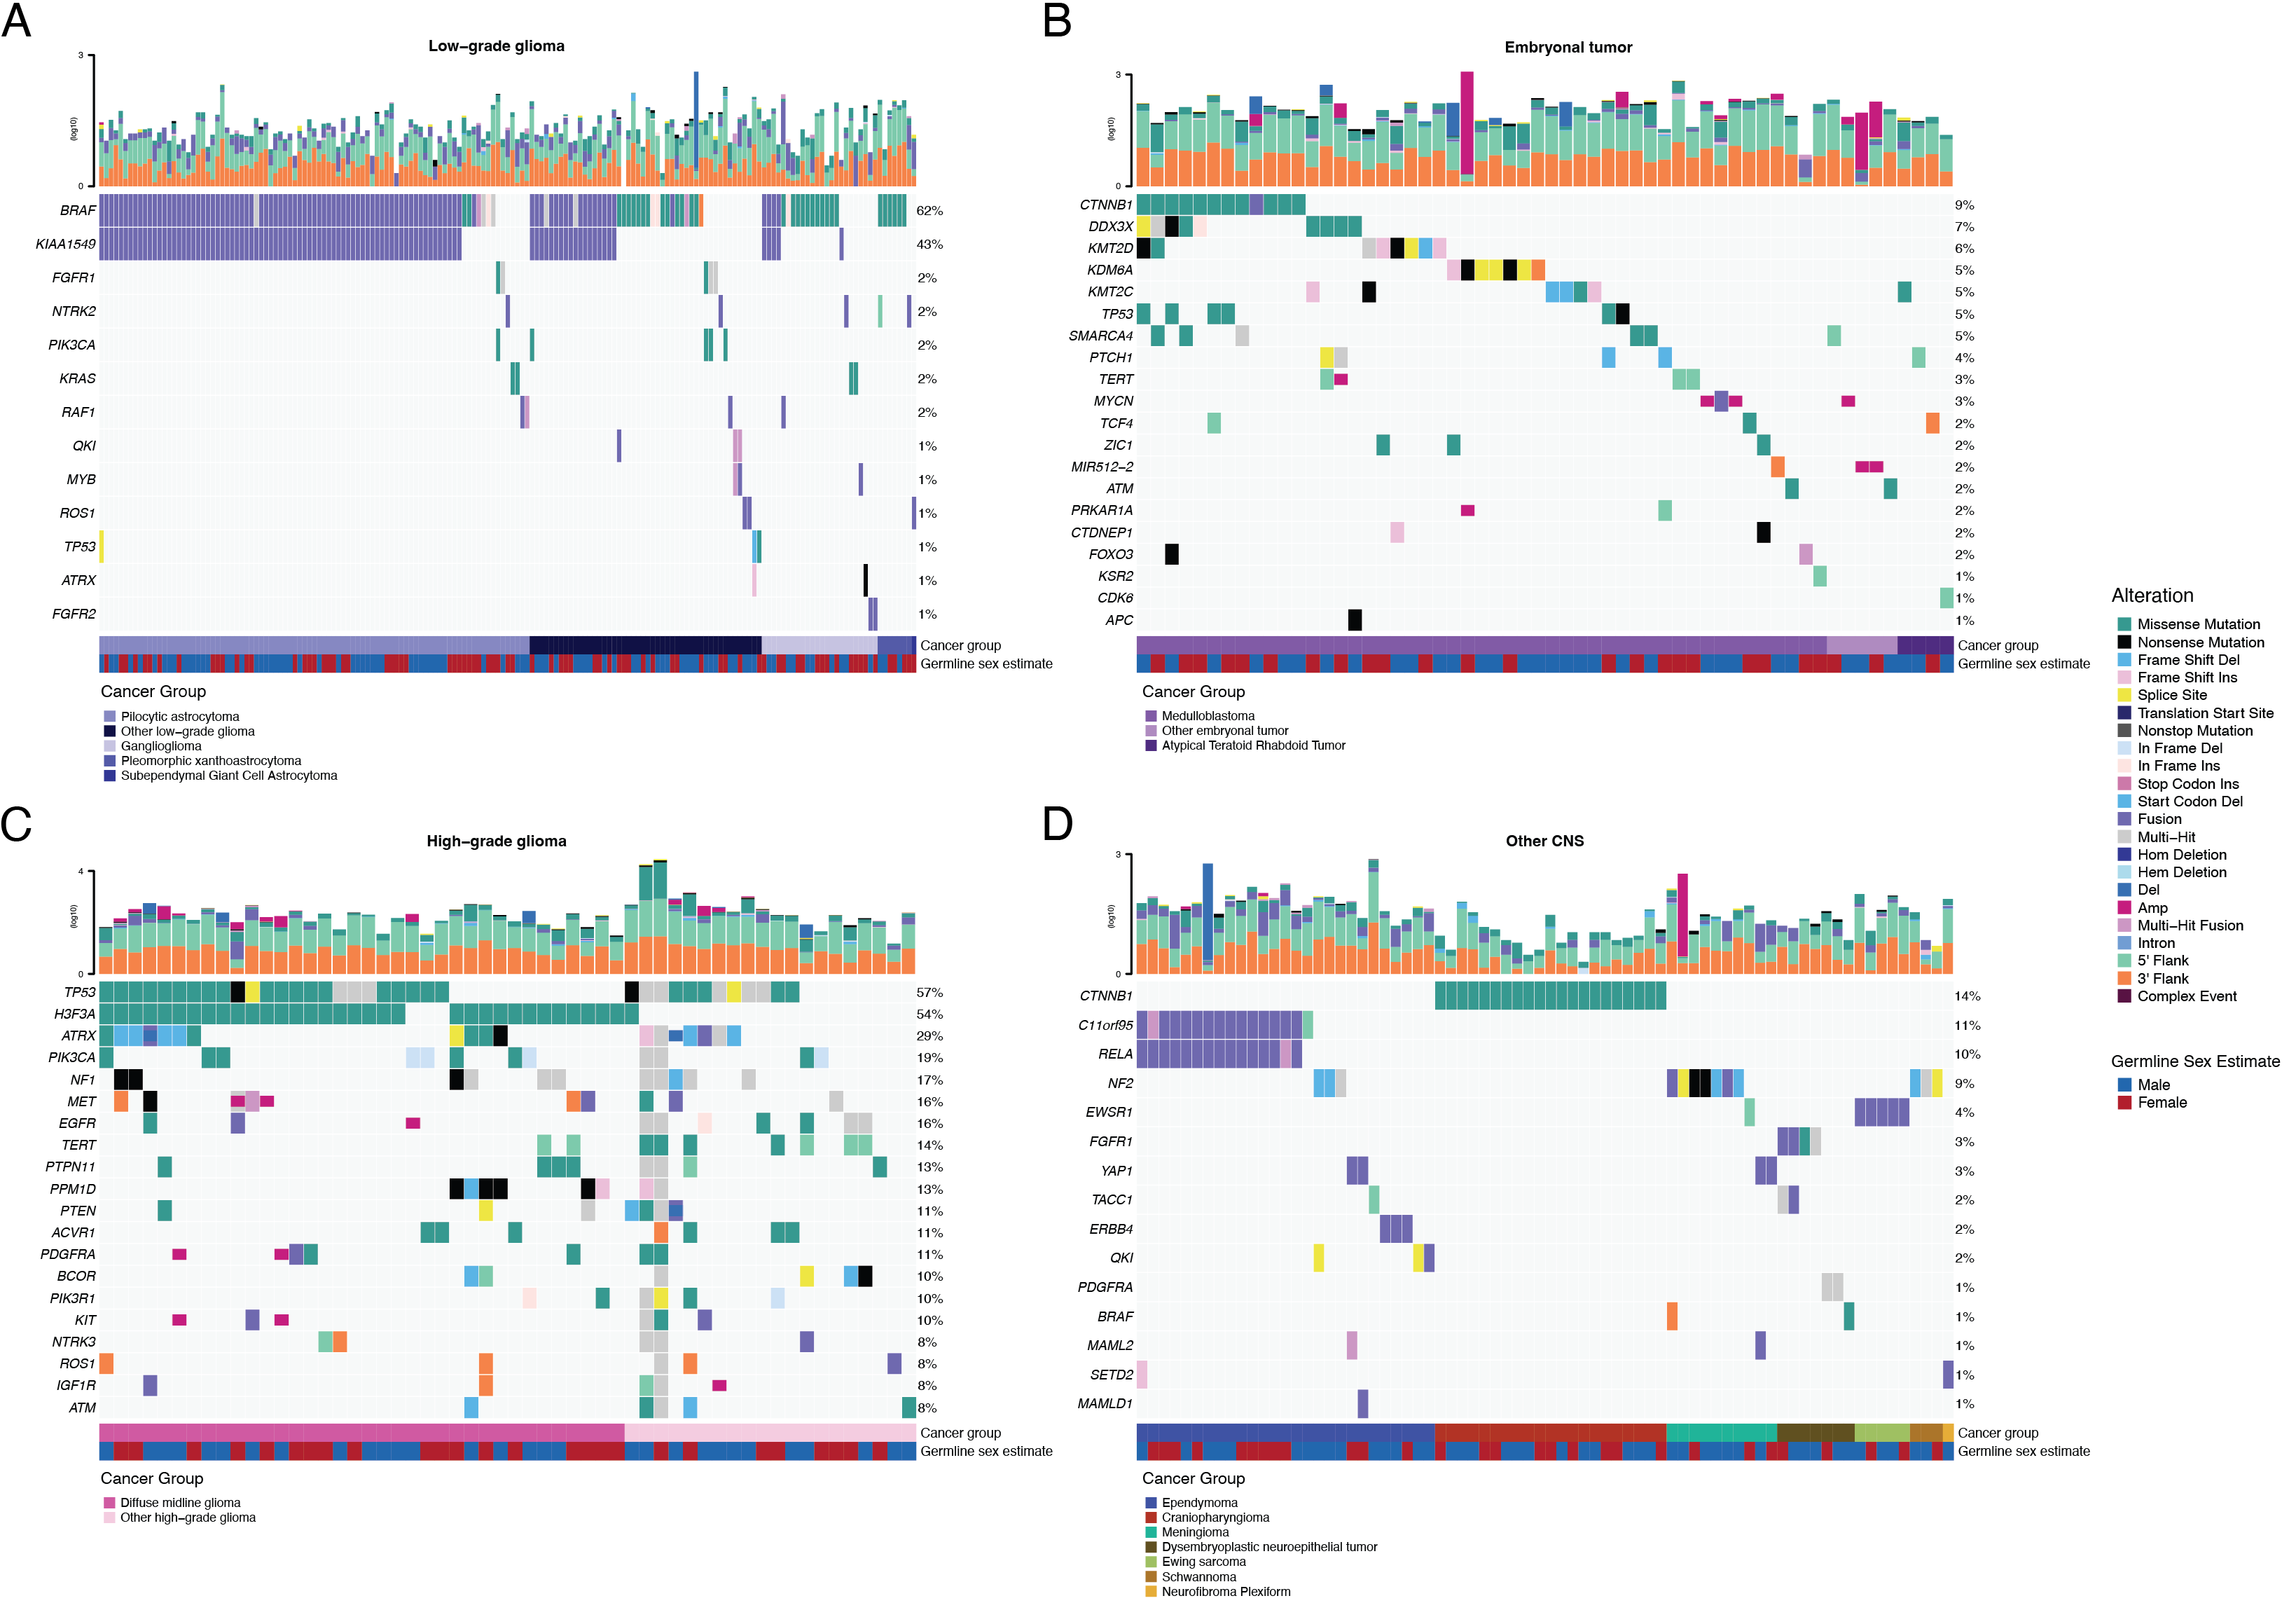 A
Low-grade glioma
3
(log10)
0
BRAF 62%
KIAA1549 43%
FGFR1 2%
NTRK2 2%
PIK3CA 2%
KRAS 2%
RAF1 2%
QKI 1%
MYB 1%
ROS1 1%
TP53 1%
ATRX 1%
FGFR2 1%
Cancer group
Germline sex estimate
Cancer Group
Pilocytic astrocytoma
Other low-grade glioma
Ganglioglioma
Pleomorphic xanthoastrocytoma
Subependymal Giant Cell Astrocytoma
B
Embryonal tumor
3
(log10)
0
CTNNB1 9%
DDX3X 7%
KMT2D 6%
KDM6A 5%
KMT2C 5%
TP53 5%
SMARCA4 5%
PTCH1 4%
TERT 3%
MYCN 3%
TCF4 2%
ZIC1 2%
MIR512-2 2%
ATM 2%
PRKAR1A 2%
CTDNEP1 2%
FOXO3 2%
KSR2 1%
CDK6 1%
APC 1%
Cancer group
Germline sex estimate
Cancer Group
Medulloblastoma
Other embryonal tumor
Atypical Teratoid Rhabdoid Tumor
C
High-grade glioma
4
(log10)
0
TP53 57%
H3F3A 54%
ATRX 29%
PIK3CA 19%
NF1 17%
MET 16%
EGFR 16%
TERT 14%
PTPN11 13%
PPM1D 13%
PTEN 11%
ACVR1 11%
PDGFRA 11%
BCOR 10%
PIK3R1 10%
KIT 10%
NTRK3 8%
ROS1 8%
IGF1R 8%
ATM 8%
Cancer group
Germline sex estimate
Cancer Group
Diffuse midline glioma
Other high-grade glioma
D
Other CNS
3
(log10)
0
CTNNB1 14%
C11orf95 11%
RELA 10%
NF2 9%
EWSR1 4%
FGFR1 3%
YAP1 3%
TACC1 2%
ERBB4 2%
QKI 2%
PDGFRA 1%
BRAF 1%
MAML2 1%
SETD2 1%
MAMLD1 1%
Cancer group
Germline sex estimate
Cancer Group
Ependymoma
Craniopharyngioma
Meningioma
Dysembryoplastic neuroepithelial tumor
Ewing sarcoma
Schwannoma
Neurofibroma Plexiform
Alteration
Missense Mutation
Nonsense Mutation
Frame Shift Del
Frame Shift Ins
Splice Site
Translation Start Site
Nonstop Mutation
In Frame Del
In Frame Ins
Stop Codon Ins
Start Codon Del
Fusion
Multi-Hit
Hom Deletion
Hem Deletion
Del
Amp
Multi-Hit Fusion
Intron
5' Flank
3' Flank
Complex Event
Germline Sex Estimate
Male
Female